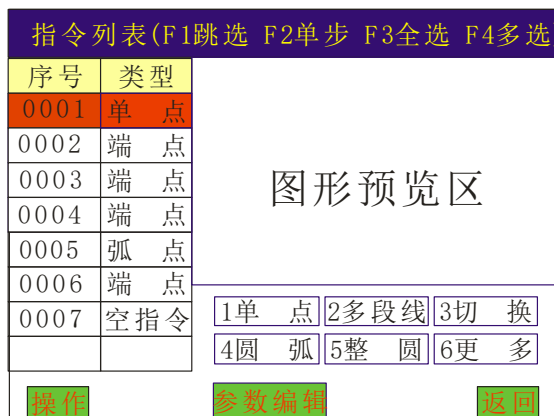 指令列表(F1跳选 F2单步 F3全选 F4多选
序号 类型
0001 单 点
0002 端 点
0003 端 点
0004 端 点
0005 弧 点
0006 端 点
0007 空指令
图形预览区
1单 点 2多段线 3切 换
4圆 弧 5整 圆 6更 多
操作 参数编辑 返回